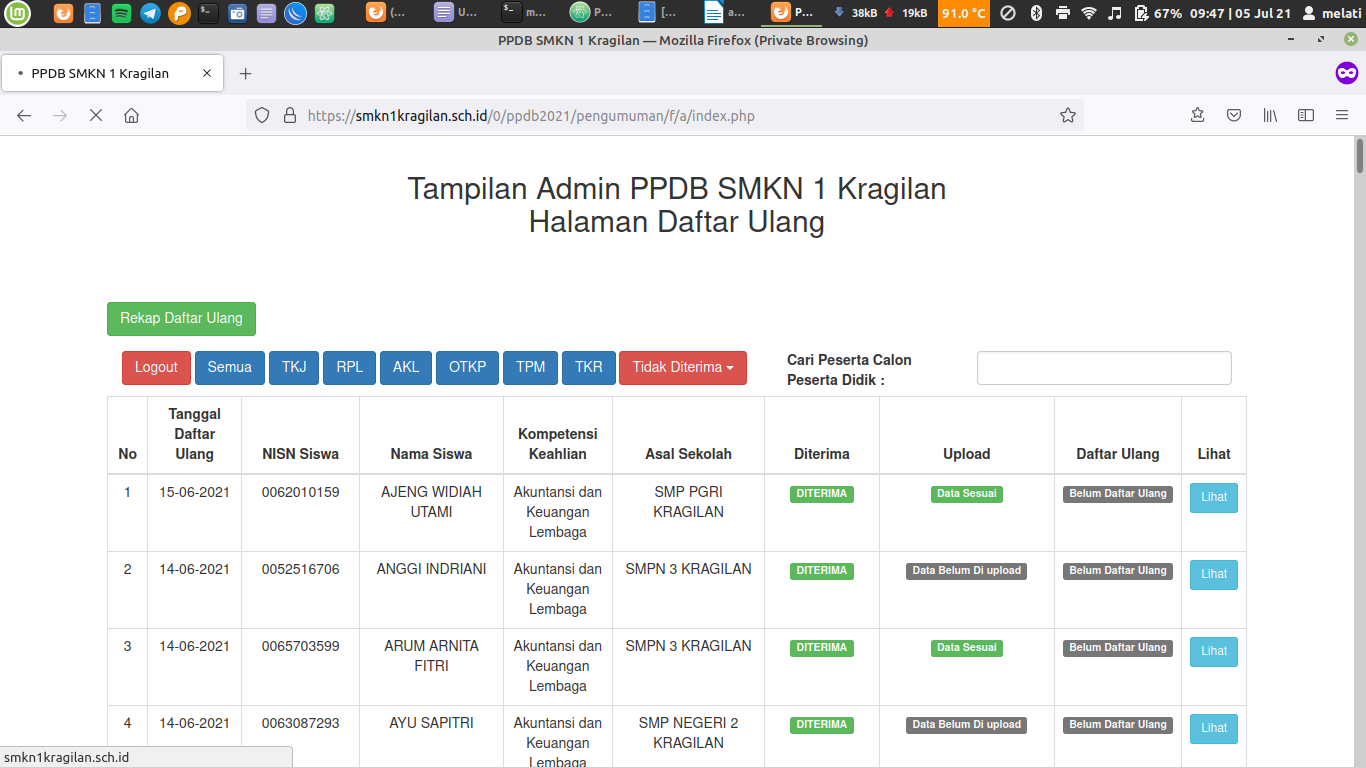 (... U... m... P... [... a... P... 38kB 19kB 91.0 °C 67% 09:47 | 05 Jul 21 melati
PPDB SMKN 1 Kragilan — Mozilla Firefox (Private Browsing)
PPDB SMKN 1 Kragilan
https://smkn1kragilan.sch.id/0/ppdb2021/pengumuman/f/a/index.php
Tampilan Admin PPDB SMKN 1 Kragilan
Halaman Daftar Ulang
Rekap Daftar Ulang
Logout Semua TKJ RPL AKL OTKP TPM TKR Tidak Diterima
Cari Peserta Calon
Peserta Didik :
No Tanggal Daftar Ulang NISN Siswa Nama Siswa Kompetensi Keahlian Asal Sekolah Diterima Upload Daftar Ulang Lihat
1 15-06-2021 0062010159 AJENG WIDIAH UTAMI Akuntansi dan Keuangan Lembaga SMP PGRI KRAGILAN DITERIMA Data Sesuai Belum Daftar Ulang Lihat
2 14-06-2021 0052516706 ANGGI INDRIANI Akuntansi dan Keuangan Lembaga SMPN 3 KRAGILAN DITERIMA Data Belum Di upload Belum Daftar Ulang Lihat
3 14-06-2021 0065703599 ARUM ARNITA FITRI Akuntansi dan Keuangan Lembaga SMPN 3 KRAGILAN DITERIMA Data Sesuai Belum Daftar Ulang Lihat
4 14-06-2021 0063087293 AYU SAPITRI Akuntansi dan Keuangan Lembaga SMP NEGERI 2 KRAGILAN DITERIMA Data Belum Di upload Belum Daftar Ulang Lihat
smkn1kragilan.sch.id